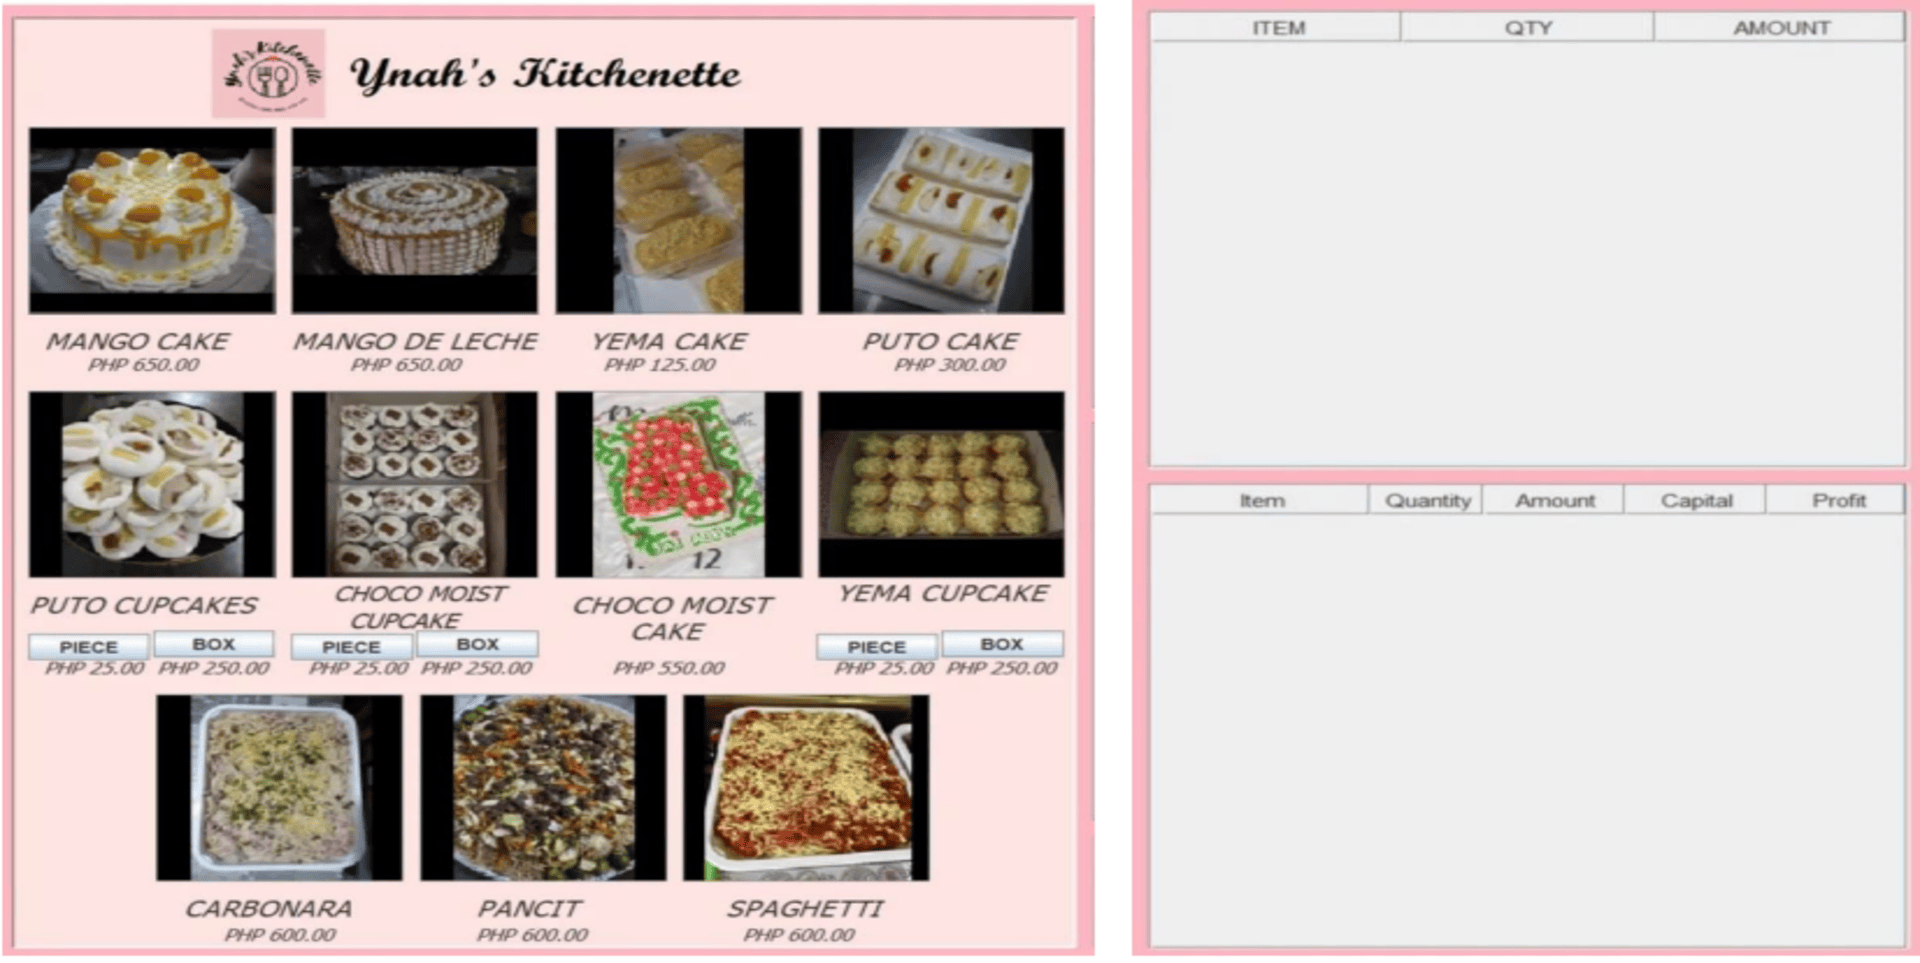 Ynah's Kitchenette
Ynah's Kitchenette
MANGO CAKE
PHP 650.00
MANGO DE LECHE
PHP 650.00
YEMA CAKE
PHP 125.00
PUTO CAKE
PHP 300.00
PUTO CUPCAKES
PIECE BOX
PHP 25.00 PHP 250.00
CHOCO MOIST
CUPCAKE
PIECE BOX
PHP 25.00 PHP 250.00
12
CHOCO MOIST
CAKE
PHP 550.00
YEMA CUPCAKE
PIECE BOX
PHP 25.00 PHP 250.00
CARBONARA
PHP 600.00
PANCIT
PHP 600.00
SPAGHETTI
PHP 600.00
ITEM QTY AMOUNT
Item Quantity Amount Capital Profit